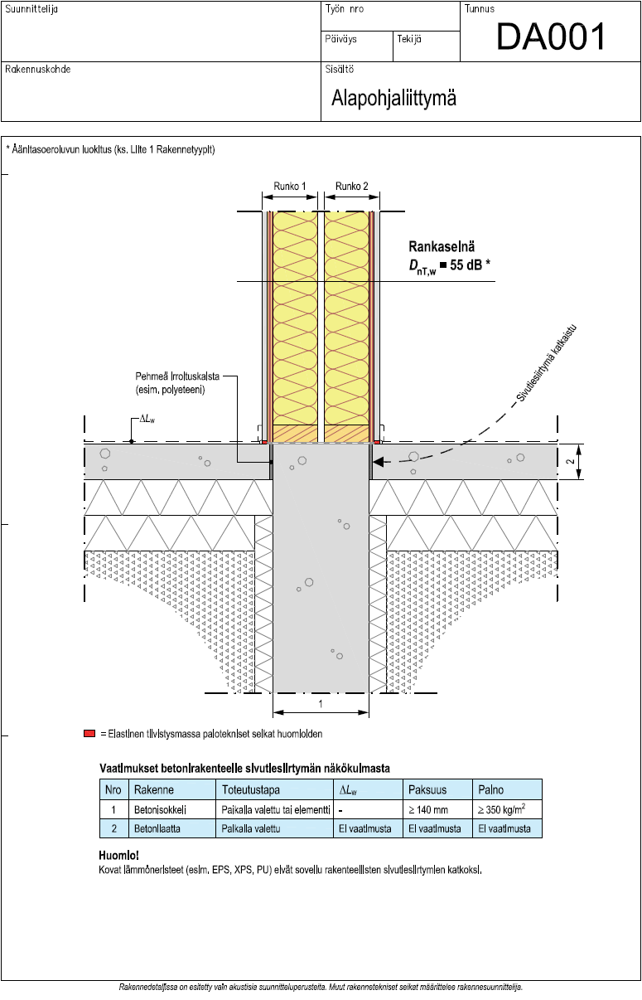 Suunnittelija
Työn nro
Tunnus
DA001
Päiväys
Tekijä
Rakennuskohde
Sisältö
Alapohjaliittymä
* Äänitasoeroluvun luokitus (ks. Liite 1 Rakennetyypit)
Runko 1
Runko 2
Rankaseinä
DnT,w = 55 dB *
Sivutiesiirtymä katkaistu
Pehmeä irroituskaista
(esim. polyeteeni)
ΔLw
2
1
= Elastinen tiivistysmassa palotekniset seikat huomioiden
Vaatimukset betonirakenteelle sivutiesiirtymän näkökulmasta
Nro Rakenne Toteutustapa ΔLw Paksuus Paino
1 Betonisokkeli Paikalla valettu tai elementti - ≥ 140 mm ≥ 350 kg/m²
2 Betonilaatta Paikalla valettu Ei vaatimusta Ei vaatimusta Ei vaatimusta
Huomio!
Kovat lämmöneristeet (esim. EPS, XPS, PU) eivät sovellu rakenteellisten sivutiesiirtymien katkoksi.
Rakennedetaljissa on esitetty vain akustisia suunnitteluperusteita. Muut rakennetekniset seikat määrittelee rakennesuunnittelija.